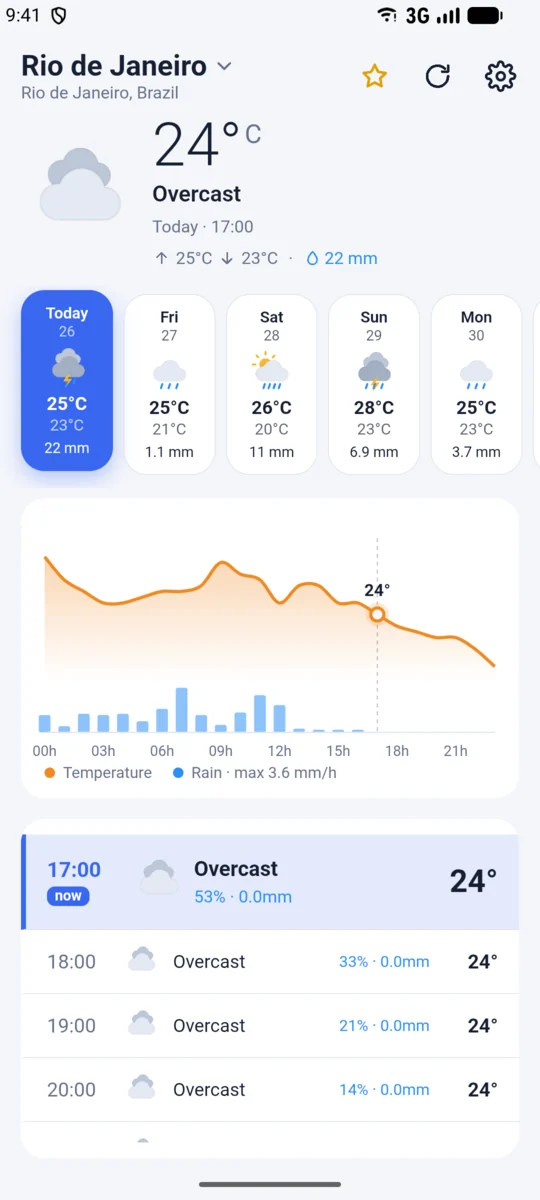 9:41 3G
Rio de Janeiro
Rio de Janeiro, Brazil
24°C
Overcast
Today · 17:00
↑ 25°C ↓ 23°C · 22 mm
Today Fri Sat Sun Mon
26 27 28 29 30
25°C 25°C 26°C 28°C 25°C
23°C 21°C 20°C 23°C 23°C
22 mm 1.1 mm 11 mm 6.9 mm 3.7 mm
24°
00h 03h 06h 09h 12h 15h 18h 21h
Temperature Rain · max 3.6 mm/h
17:00 Overcast 24°
now 53% · 0.0mm
18:00 Overcast 33% · 0.0mm 24°
19:00 Overcast 21% · 0.0mm 24°
20:00 Overcast 14% · 0.0mm 24°